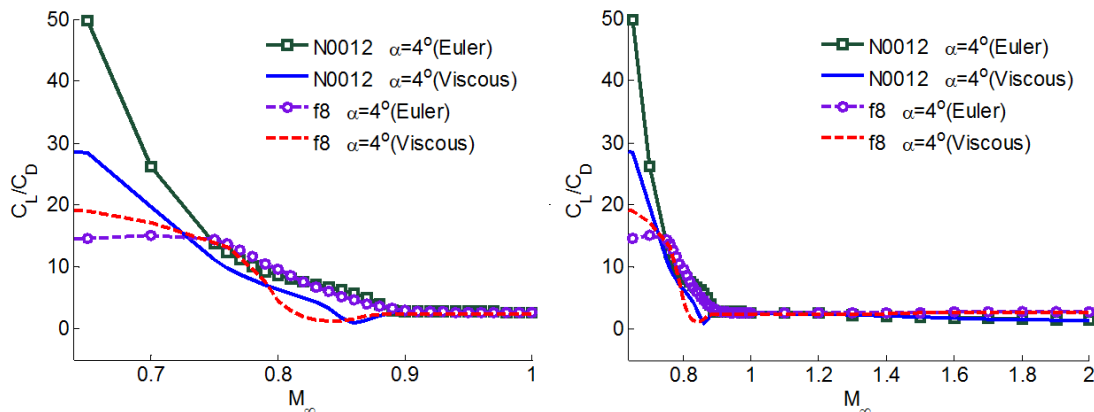 50
40
30
20
10
0
C_L/C_D
N0012 α=4°(Euler)
N0012 α=4°(Viscous)
f8 α=4°(Euler)
f8 α=4°(Viscous)
0.7 0.8 0.9 1
M_∞
50
40
30
20
10
0
C_L/C_D
N0012 α=4°(Euler)
N0012 α=4°(Viscous)
f8 α=4°(Euler)
f8 α=4°(Viscous)
0.8 1 1.2 1.4 1.6 1.8 2
M_∞